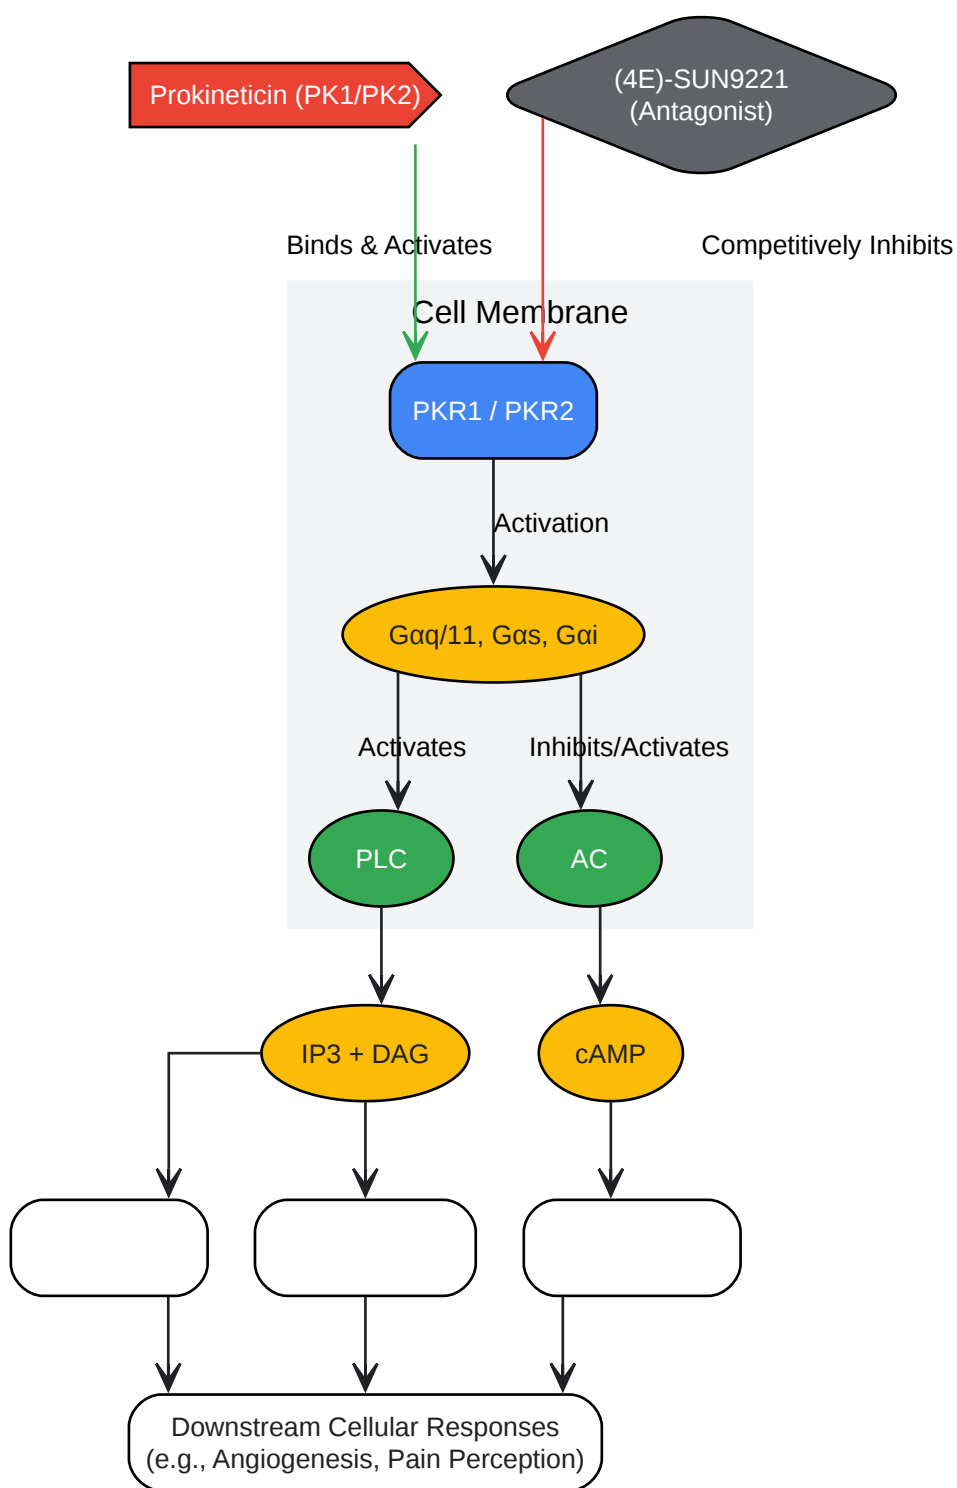 Prokineticin (PK1/PK2)
(4E)-SUN9221
(Antagonist)
Binds & Activates
Competitively Inhibits
Cell Membrane
PKR1 / PKR2
Activation
Gαq/11, Gαs, Gαi
Activates
Inhibits/Activates
PLC
AC
IP3 + DAG
cAMP
Downstream Cellular Responses
(e.g., Angiogenesis, Pain Perception)